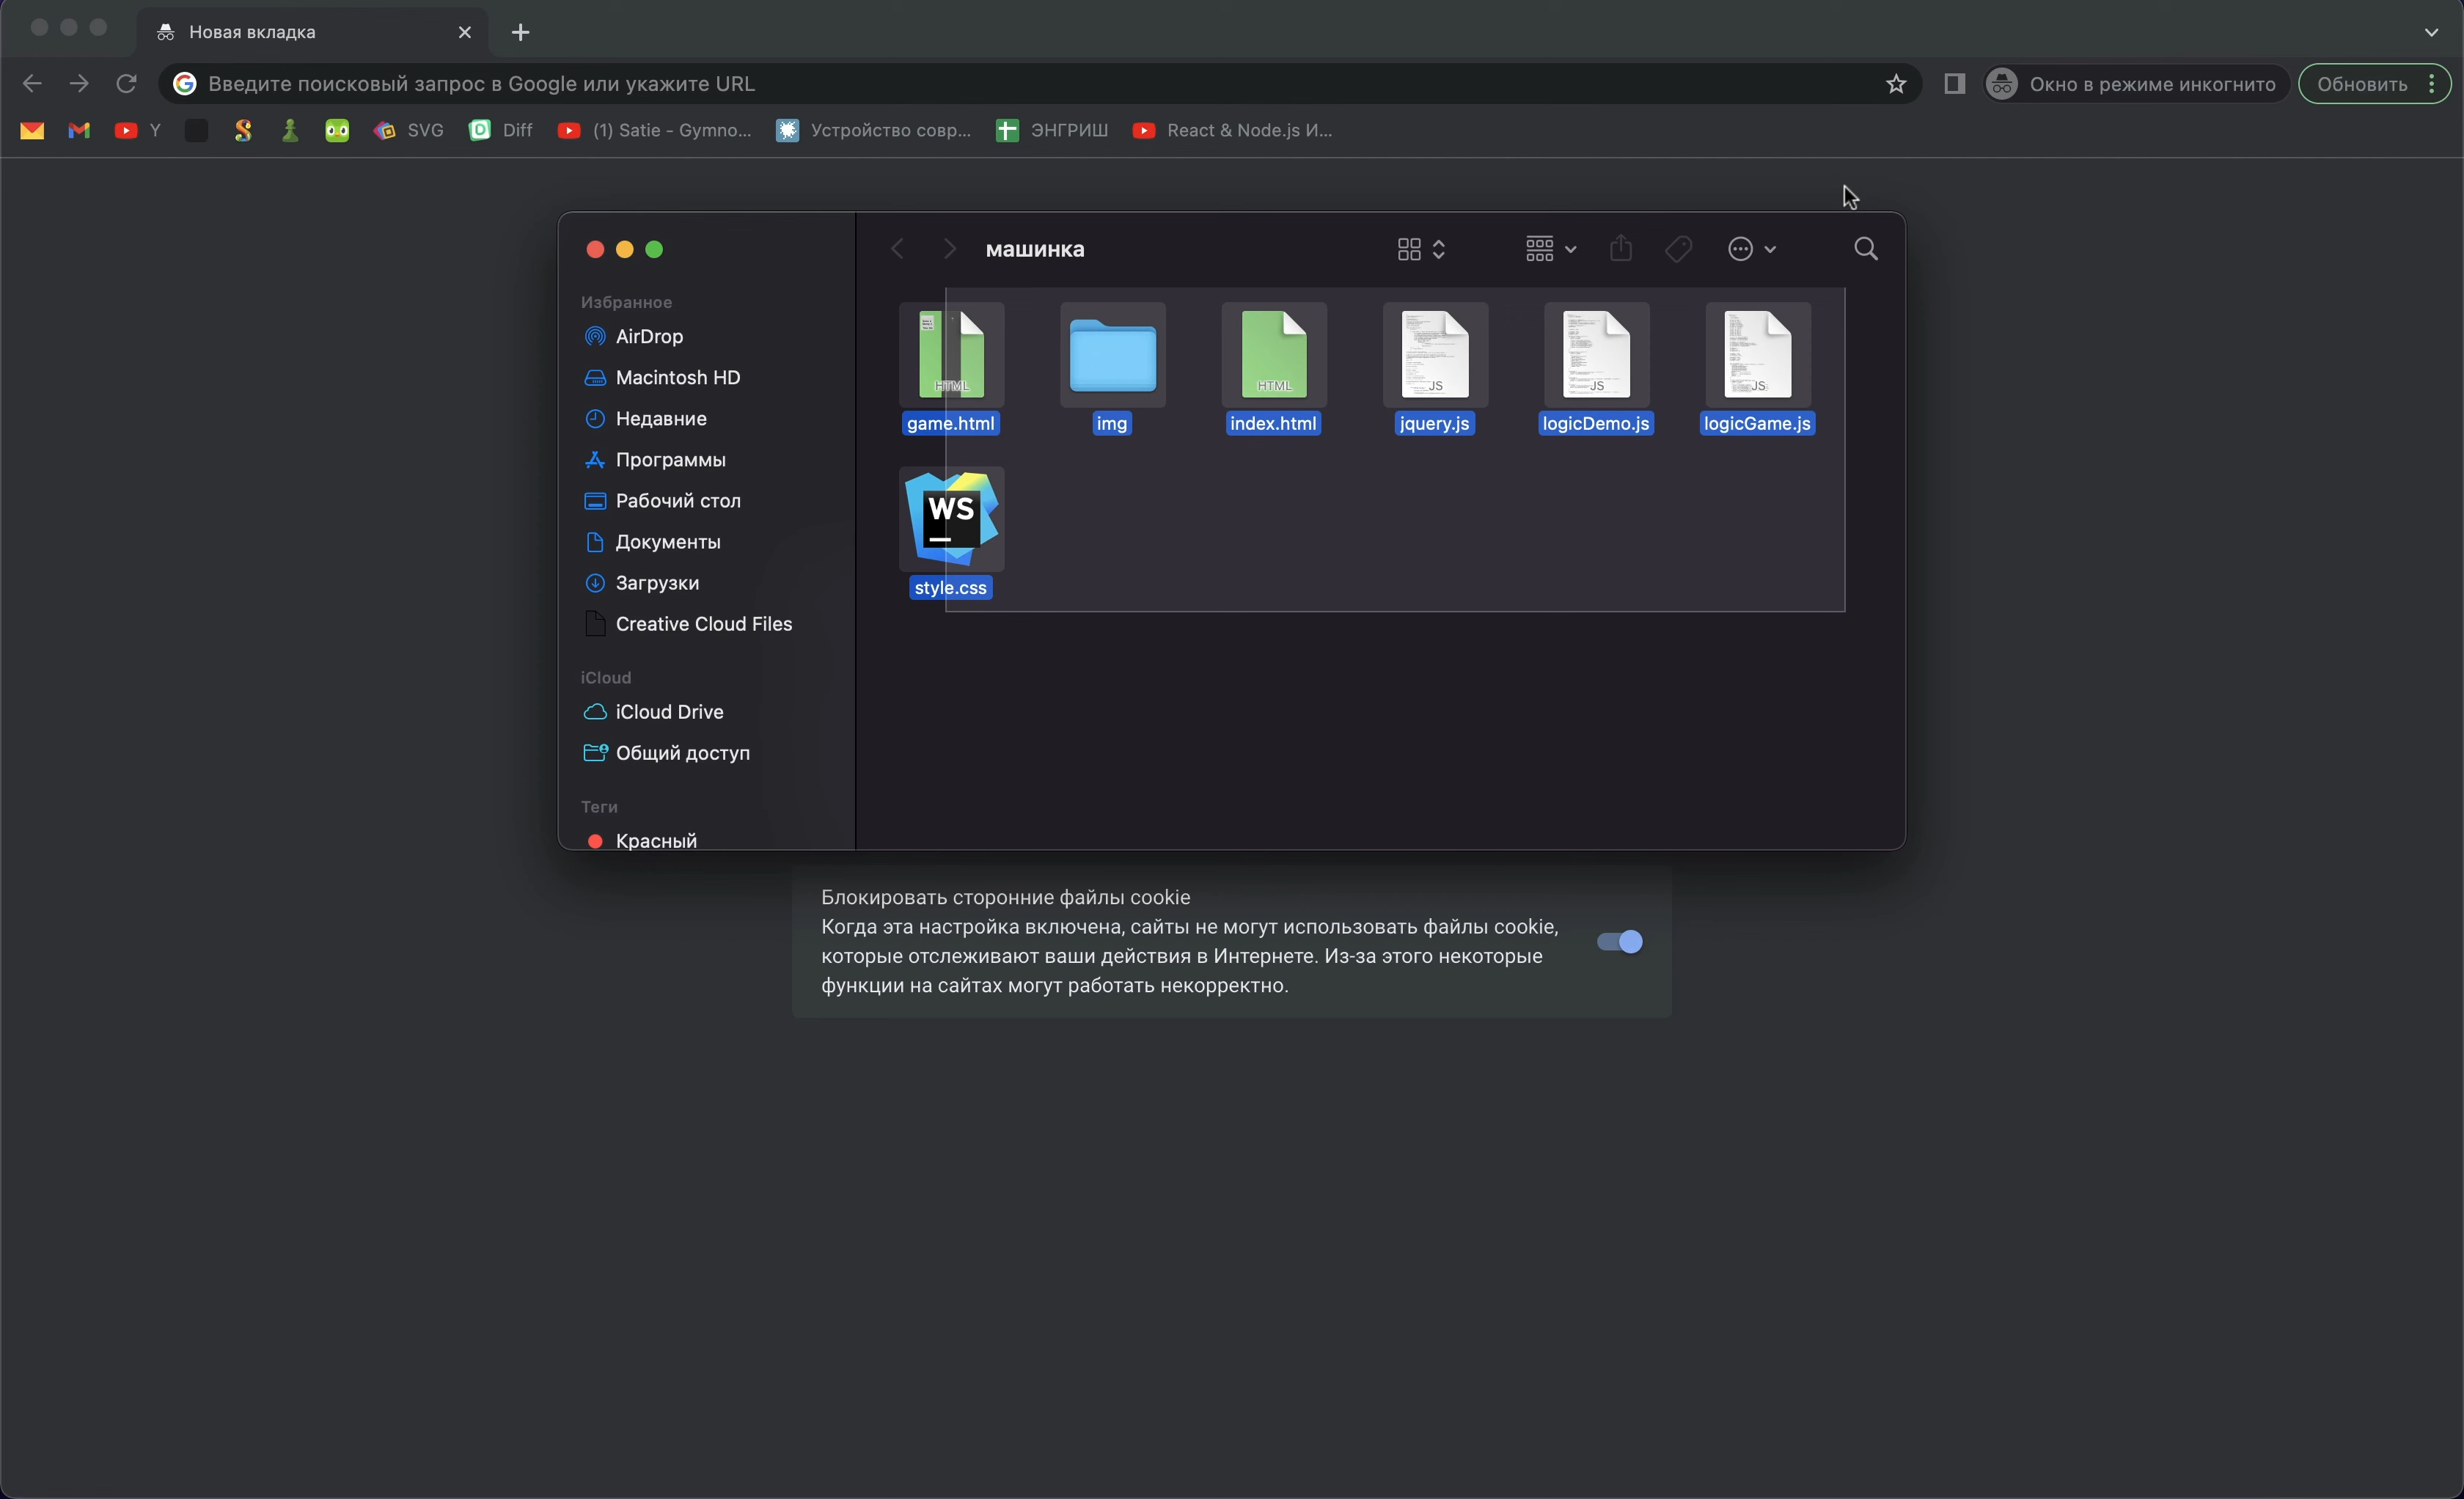 Новая вкладка
Введите поисковый запрос в Google или укажите URL
Окно в режиме инкогнито
Обновить
Y
SVG
Diff
(1) Satie - Gymno...
Устройство совр...
ЭНГРИШ
React & Node.js И...
машинка
Избранное
AirDrop
Macintosh HD
Недавние
Программы
Рабочий стол
Документы
Загрузки
Creative Cloud Files
iCloud
iCloud Drive
Общий доступ
Теги
Красный
HTML
HTML
JS
JS
JS
game.html
img
index.html
jquery.js
logicDemo.js
logicGame.js
WS
style.css
Блокировать сторонние файлы cookie
Когда эта настройка включена, сайты не могут использовать файлы cookie,
которые отслеживают ваши действия в Интернете. Из-за этого некоторые
функции на сайтах могут работать некорректно.